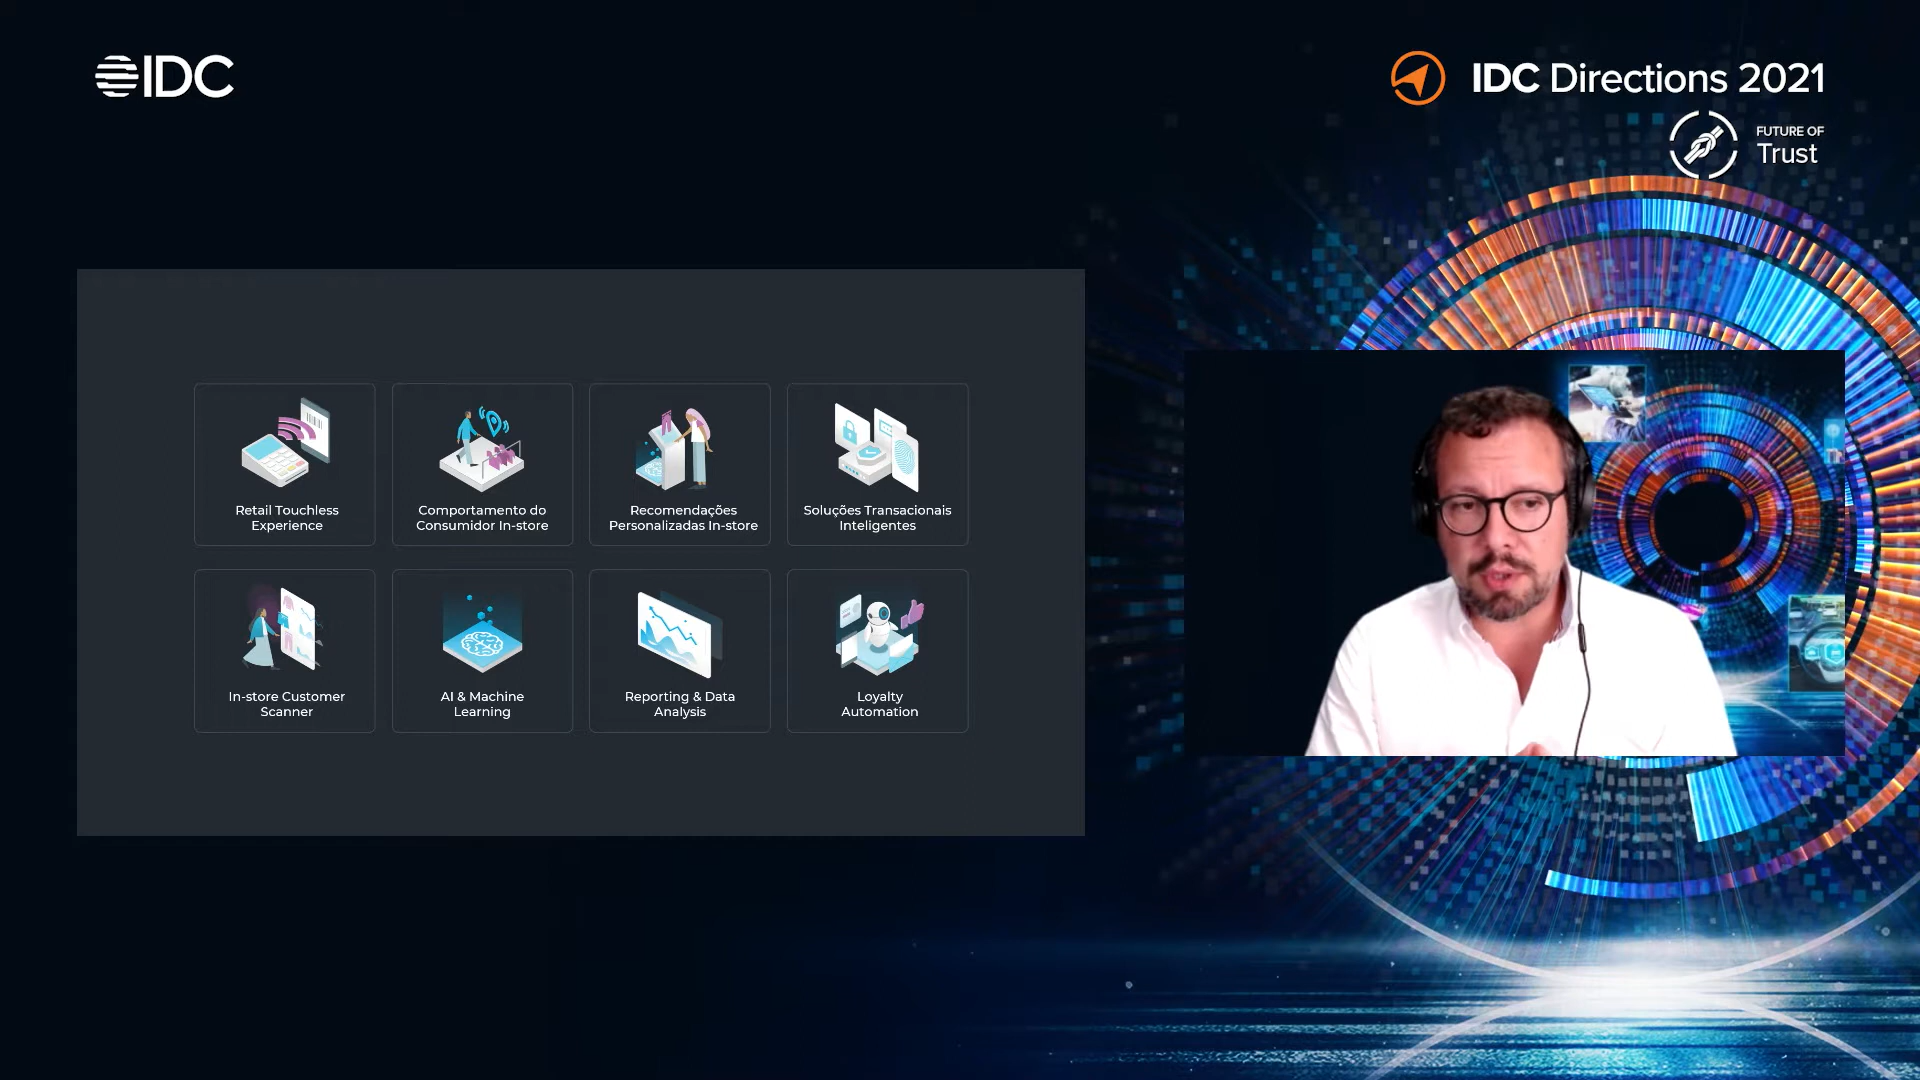 IDC
IDC Directions 2021
FUTURE OF
Trust
Retail Touchless
Experience
Comportamento do
Consumidor In-store
Recomendações
Personalizadas In-store
Soluções Transacionais
Inteligentes
In-store Customer
Scanner
AI & Machine
Learning
Reporting & Data
Analysis
Loyalty
Automation